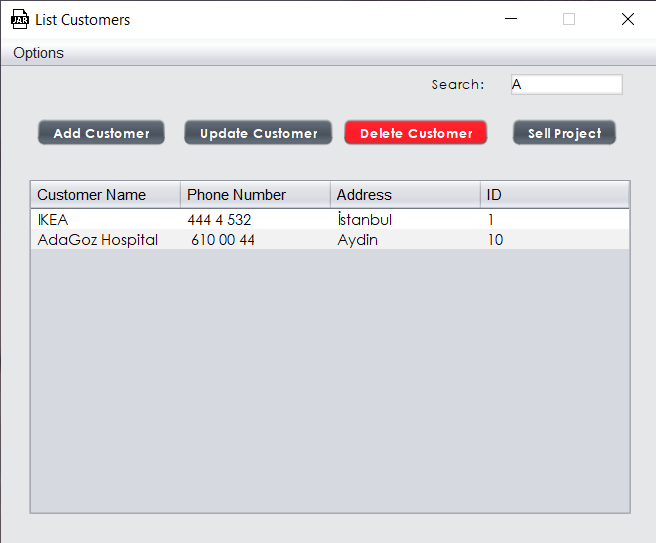 JAR
List Customers
Options
Search: A
Add Customer Update Customer Delete Customer Sell Project
Customer Name Phone Number Address ID
IKEA 444 4 532 İstanbul 1
AdaGoz Hospital 610 00 44 Aydin 10